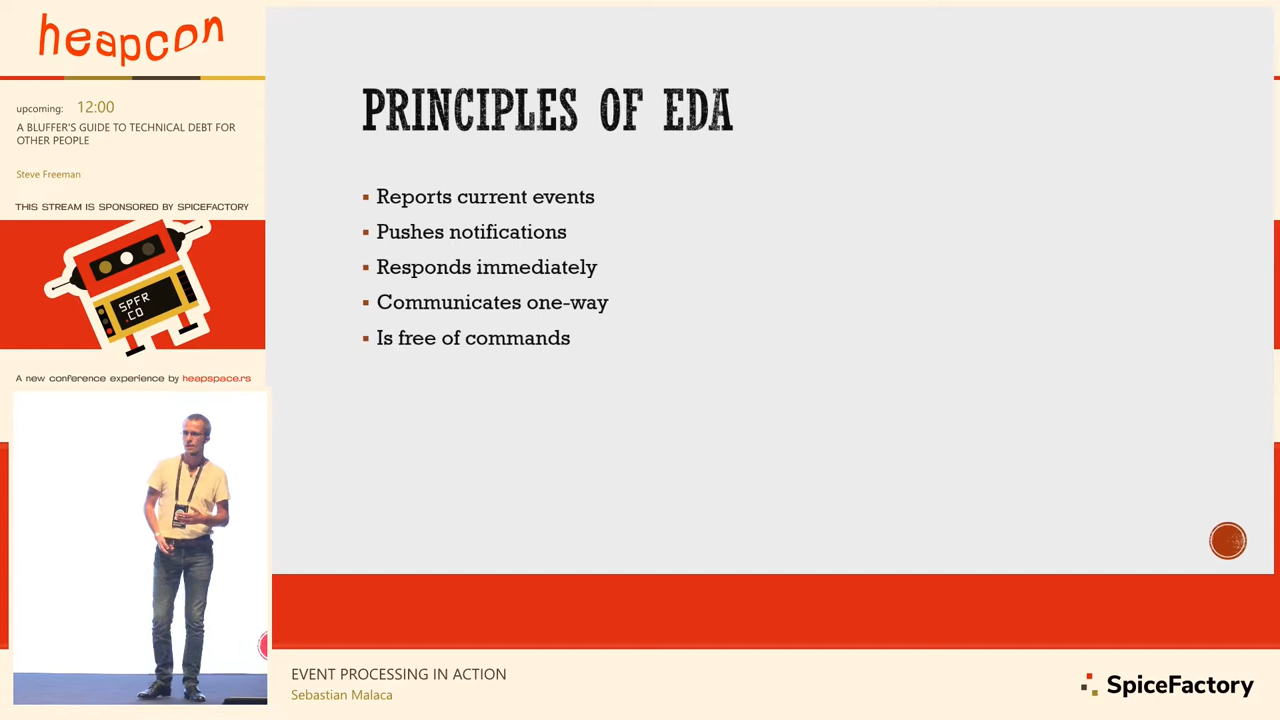 heapcon
upcoming: 12:00
A BLUFFER'S GUIDE TO TECHNICAL DEBT FOR
OTHER PEOPLE
Steve Freeman
THIS STREAM IS SPONSORED BY SPICEFACTORY
SPFR
.CO
A new conference experience by heapspace.rs
PRINCIPLES OF EDA
▪ Reports current events
▪ Pushes notifications
▪ Responds immediately
▪ Communicates one-way
▪ Is free of commands
EVENT PROCESSING IN ACTION
Sebastian Malaca
SpiceFactory